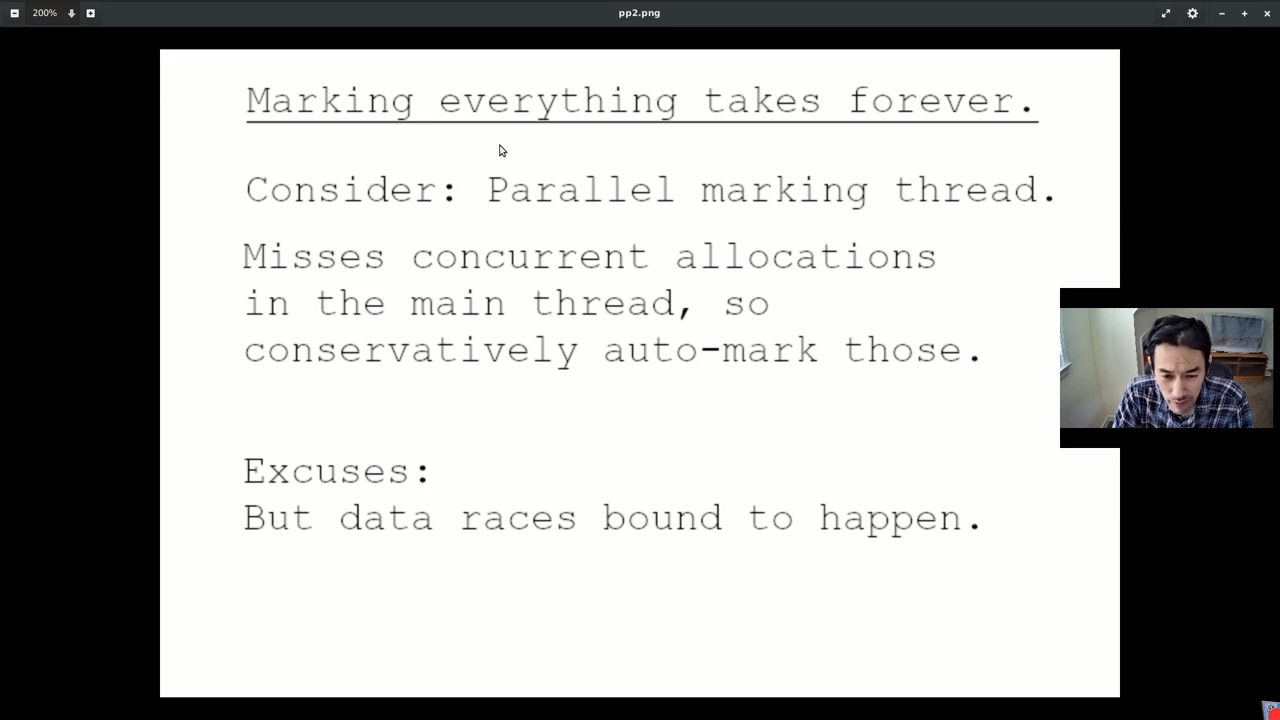 200%
pp2.png
Marking everything takes forever.
Consider: Parallel marking thread.
Misses concurrent allocations
in the main thread, so
conservatively auto-mark those.
Excuses:
But data races bound to happen.